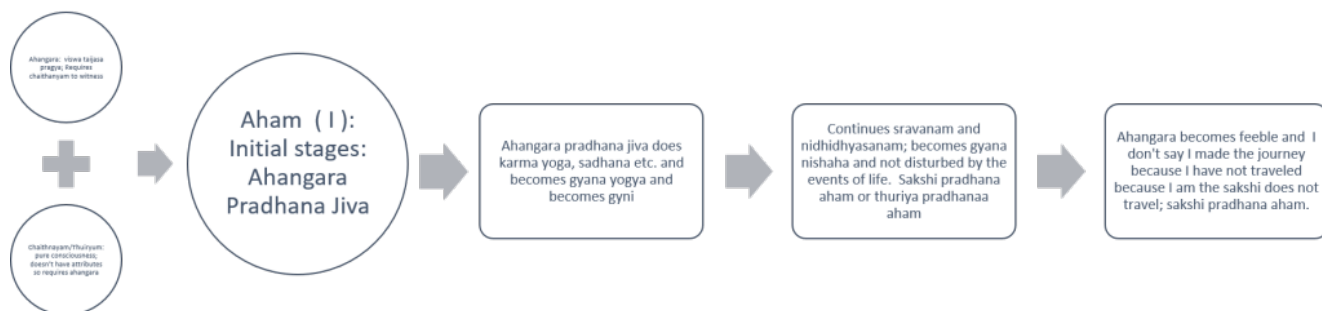 Ahangara: viswa taijasa
pragya; Requires
chaithanyam to witness
Chaithnayam/Thuiryum:
pure consciousness;
doesn't have attributes
so requires ahangara
Aham ( I ):
Initial stages:
Ahangara
Pradhana Jiva
Ahangara pradhana jiva does
karma yoga, sadhana etc. and
becomes gyana yogya and
becomes gyni
Continues sravanam and
nidhidhyasanam; becomes gyana
nishaha and not disturbed by the
events of life. Sakshi pradhana
aham or thuriya pradhanaa
aham
Ahangara becomes feeble and I
don't say I made the journey
because I have not traveled
because I am the sakshi does not
travel; sakshi pradhana aham.